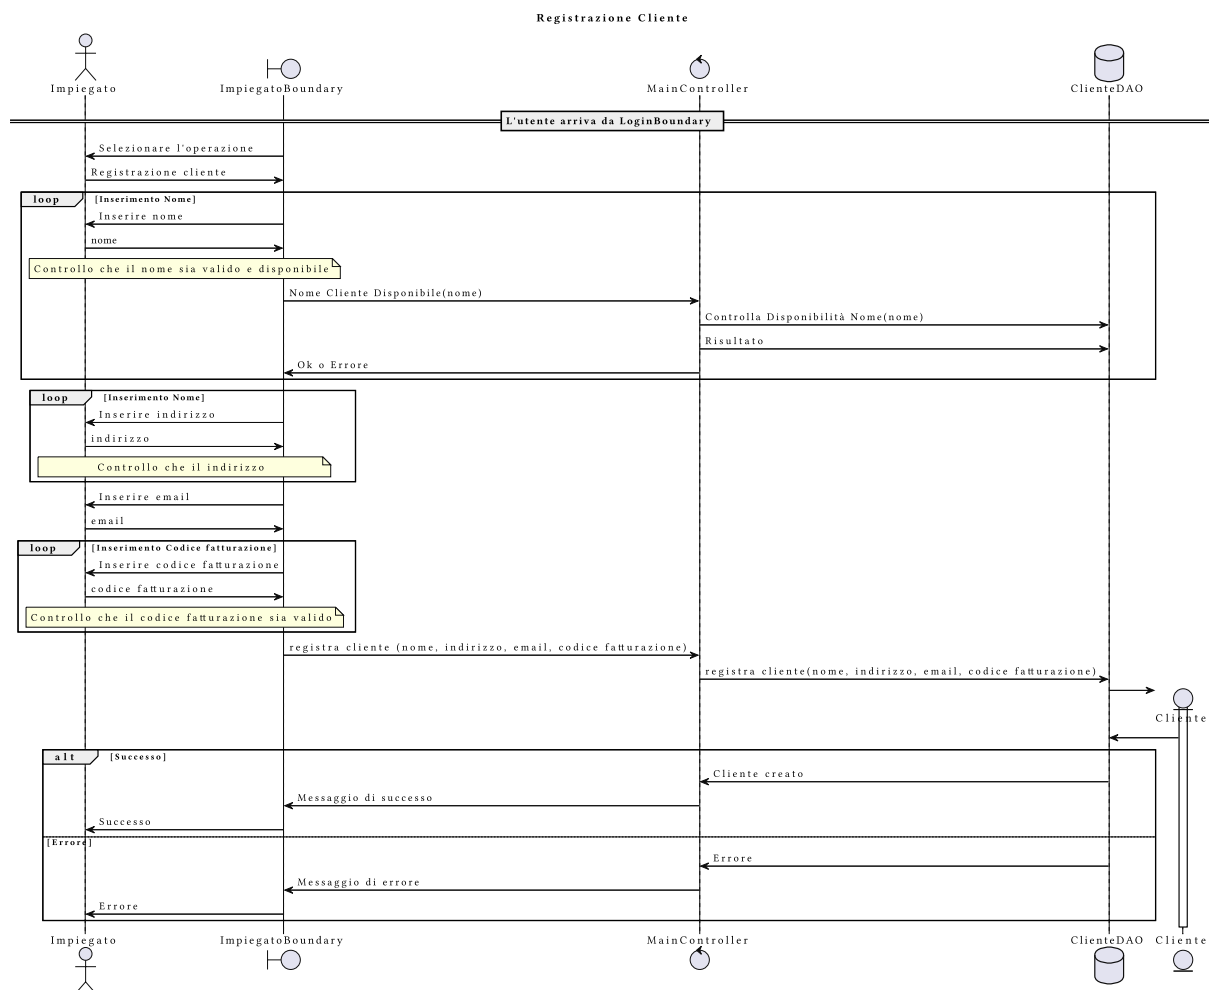 Registrazione Cliente
Impiegato
ImpiegatoBoundary
MainController
ClienteDAO
L'utente arriva da LoginBoundary
Selezionare l'operazione
Registrazione cliente
loop [Inserimento Nome]
Inserire nome
nome
Controllo che il nome sia valido e disponibile
Nome Cliente Disponibile(nome)
Controlla Disponibilità Nome(nome)
Risultato
Ok o Errore
loop [Inserimento Nome]
Inserire indirizzo
indirizzo
Controllo che il indirizzo
Inserire email
email
loop [Inserimento Codice fatturazione]
Inserire codice fatturazione
codice fatturazione
Controllo che il codice fatturazione sia valido
registra cliente (nome, indirizzo, email, codice fatturazione)
registra cliente(nome, indirizzo, email, codice fatturazione)
Cliente
alt [Successo]
Cliente creato
Messaggio di successo
Successo
[Errore]
Errore
Messaggio di errore
Errore
Impiegato
ImpiegatoBoundary
MainController
ClienteDAO
Cliente